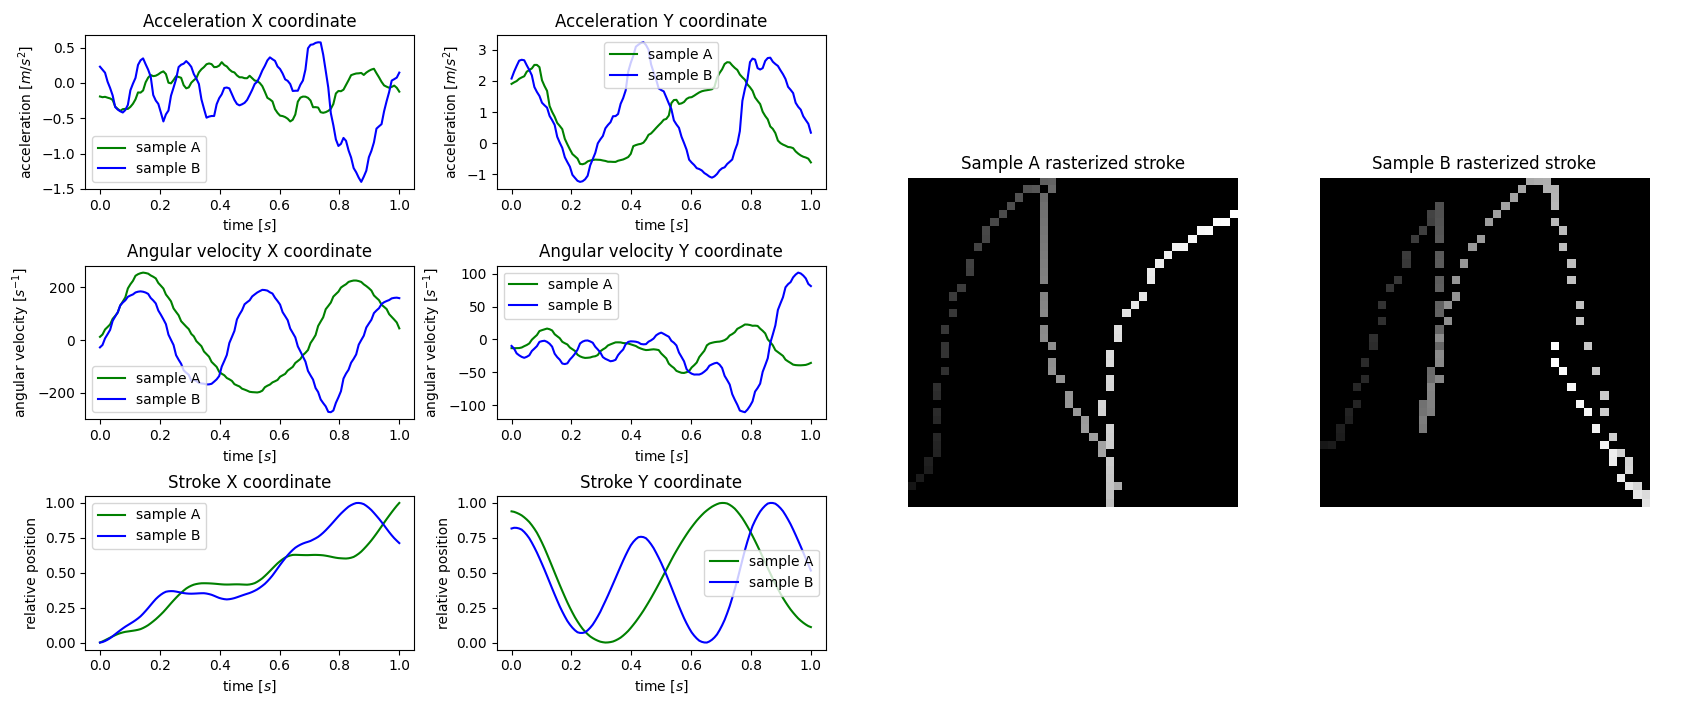 Acceleration X coordinate
acceleration [m/s²]
0.5
0.0
−0.5
−1.0
−1.5
sample A
sample B
0.0 0.2 0.4 0.6 0.8 1.0
time [s]
Acceleration Y coordinate
acceleration [m/s²]
3
2
1
0
−1
sample A
sample B
0.0 0.2 0.4 0.6 0.8 1.0
time [s]
Angular velocity X coordinate
angular velocity [s⁻¹]
200
0
−200
sample A
sample B
0.0 0.2 0.4 0.6 0.8 1.0
time [s]
Angular velocity Y coordinate
angular velocity [s⁻¹]
100
50
0
−50
−100
sample A
sample B
0.0 0.2 0.4 0.6 0.8 1.0
time [s]
Stroke X coordinate
relative position
1.00
0.75
0.50
0.25
0.00
sample A
sample B
0.0 0.2 0.4 0.6 0.8 1.0
time [s]
Stroke Y coordinate
relative position
1.00
0.75
0.50
0.25
0.00
sample A
sample B
0.0 0.2 0.4 0.6 0.8 1.0
time [s]
Sample A rasterized stroke
Sample B rasterized stroke